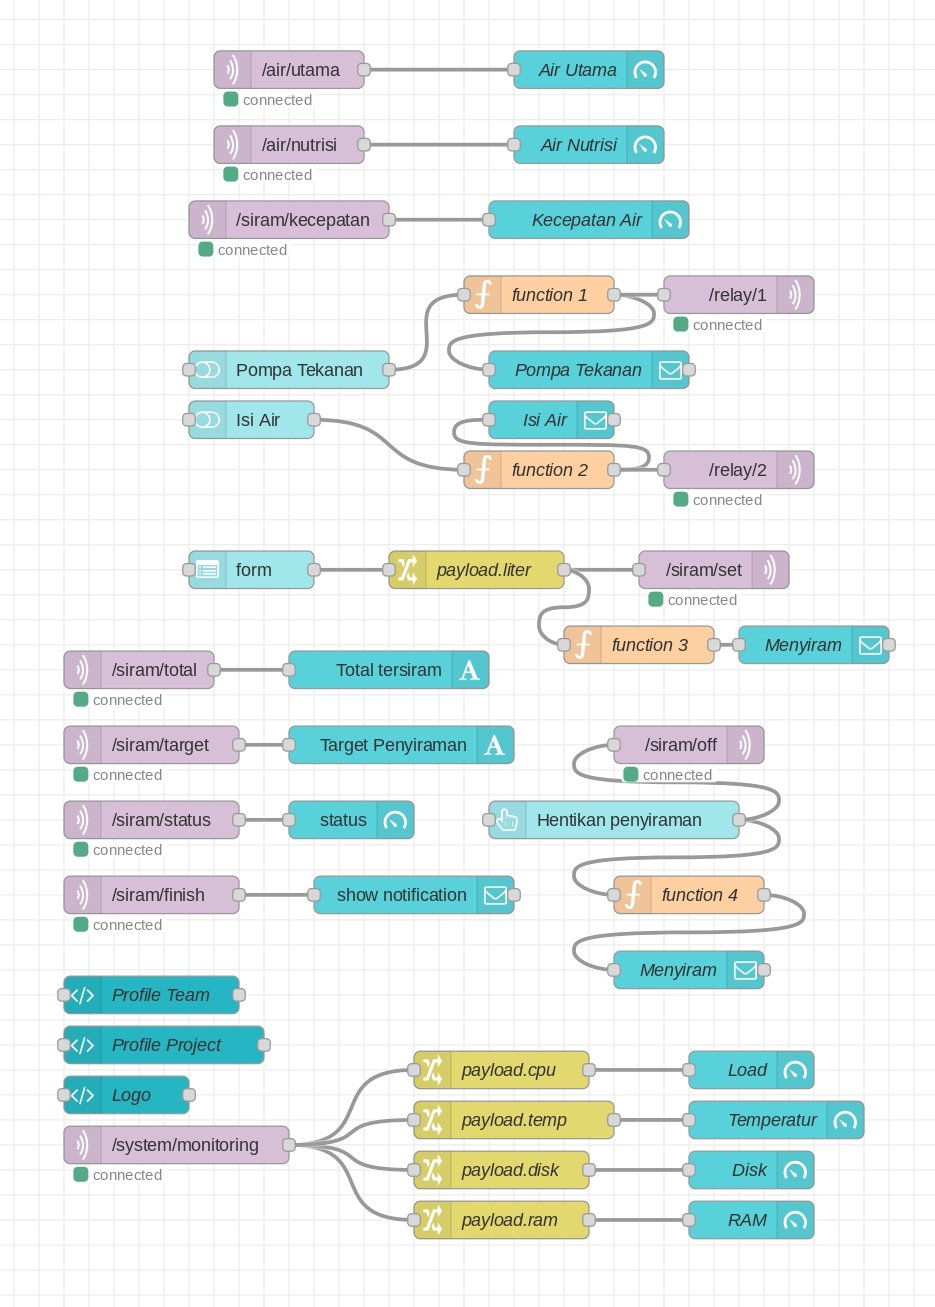 /air/utama
Air Utama
connected
/air/nutrisi
Air Nutrisi
connected
/siram/kecepatan
Kecepatan Air
connected
function 1
/relay/1
connected
Pompa Tekanan
Pompa Tekanan
Isi Air
Isi Air
function 2
/relay/2
connected
form
payload.liter
/siram/set
connected
function 3
Menyiram
/siram/total
Total tersiram
connected
/siram/target
Target Penyiraman
/siram/off
connected
connected
/siram/status
status
Hentikan penyiraman
connected
/siram/finish
show notification
function 4
connected
Menyiram
Profile Team
Profile Project
payload.cpu
Load
Logo
payload.temp
Temperatur
/system/monitoring
connected
payload.disk
Disk
payload.ram
RAM